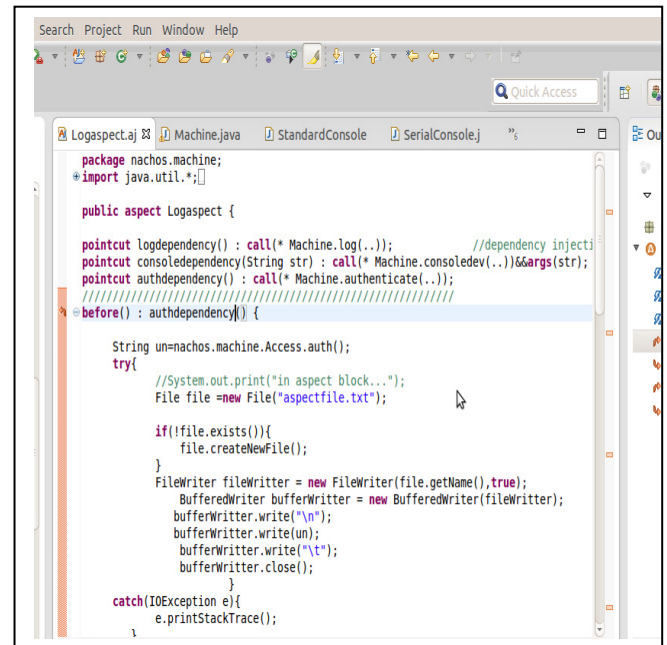 Search Project Run Window Help
Quick Access
Logaspect.aj Machine.java StandardConsole SerialConsole.j »6
Ou
package nachos.machine;
import java.util.*;
public aspect Logaspect {
pointcut logdependency() : call(* Machine.log(..)); //dependency injecti
pointcut consoledependency(String str) : call(* Machine.consoledev(..))&&args(str);
pointcut authdependency() : call(* Machine.authenticate(..));
/////////////////////////////////////////////////////////////
before() : authdependency() {
String un=nachos.machine.Access.auth();
try{
//System.out.print("in aspect block...");
File file =new File("aspectfile.txt");
if(!file.exists()){
file.createNewFile();
}
FileWriter fileWritter = new FileWriter(file.getName(),true);
BufferedWriter bufferWritter = new BufferedWriter(fileWritter);
bufferWritter.write("\n");
bufferWritter.write(un);
bufferWritter.write("\t");
bufferWritter.close();
}
catch(IOException e){
e.printStackTrace();
}